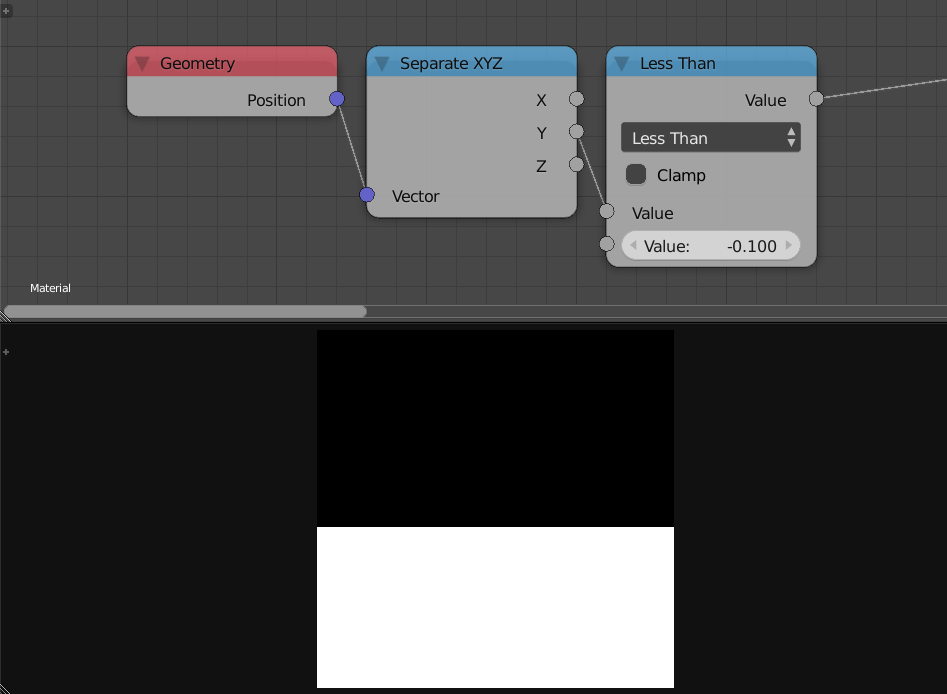 Geometry
Position
Separate XYZ
X
Y
Z
Vector
Less Than
Value
Less Than
Clamp
Value
Value: -0.100
Material